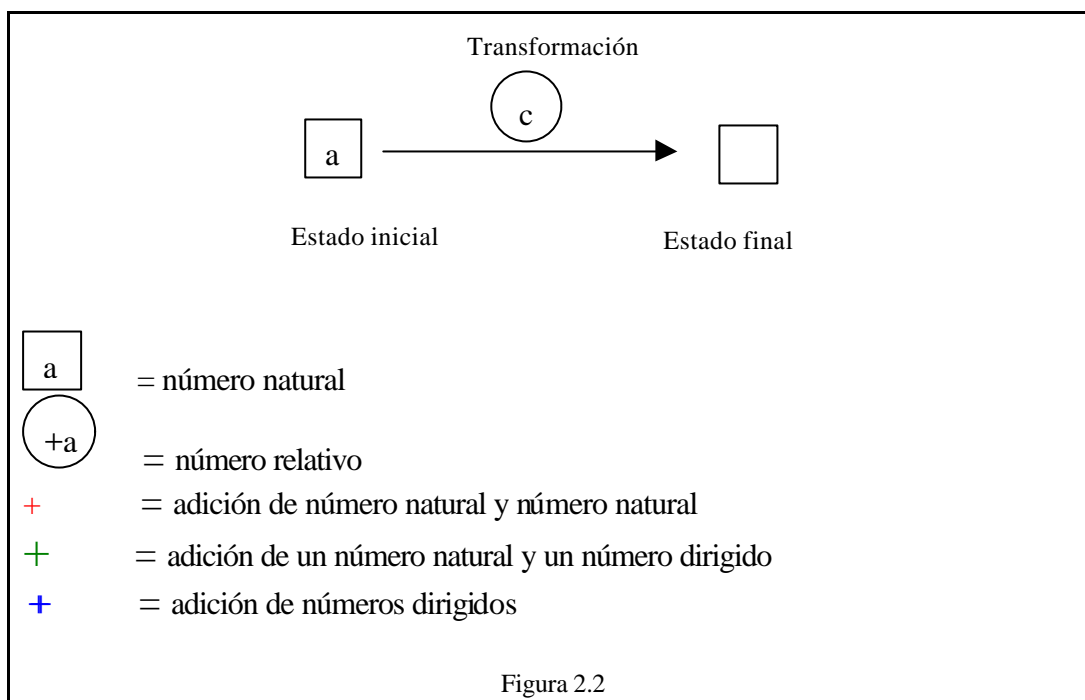 Transformación
c
a
Estado inicial
Estado final
a = número natural
+a = número relativo
+ = adición de número natural y número natural
+ = adición de un número natural y un número dirigido
+ = adición de números dirigidos
Figura 2.2